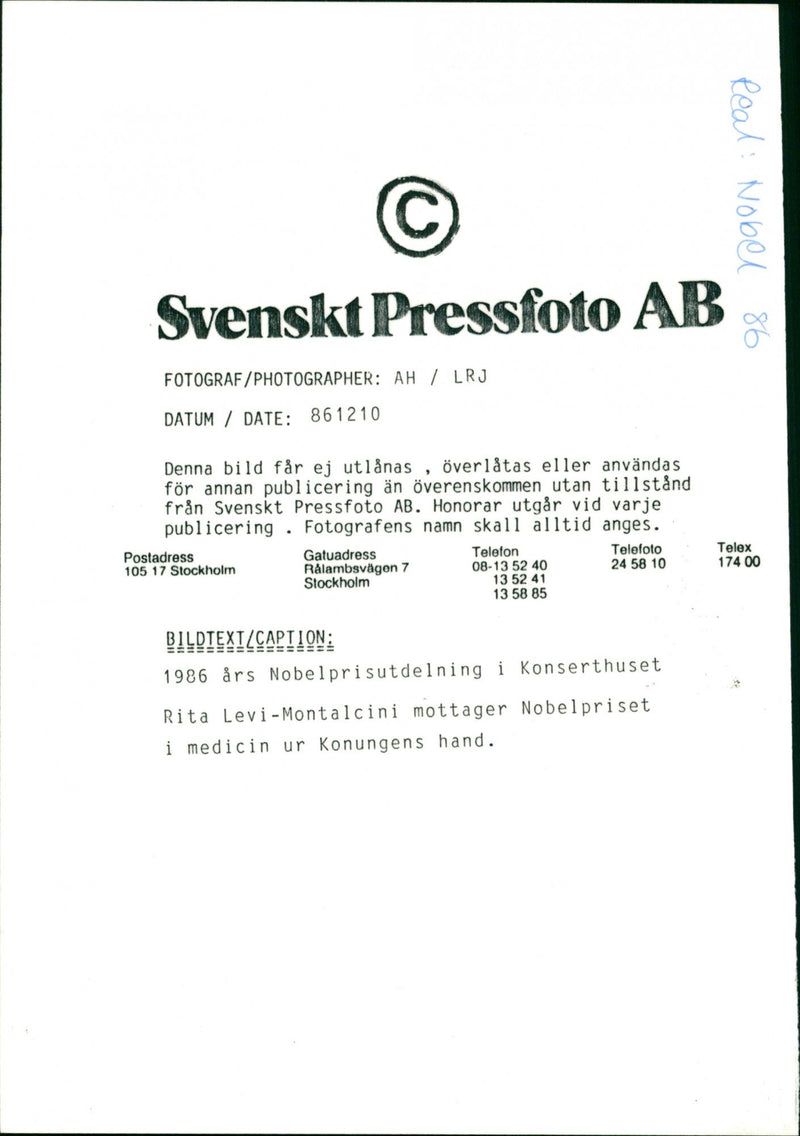 Real: Nobel 86
©
Svenskt Pressfoto AB
FOTOGRAF/PHOTOGRAPHER: AH / LRJ
DATUM / DATE: 861210
Denna bild får ej utlånas , överlåtas eller användas
för annan publicering än överenskommen utan tillstånd
från Svenskt Pressfoto AB. Honorar utgår vid varje
publicering . Fotografens namn skall alltid anges.
Postadress
105 17 Stockholm
Gatuadress
Rålambsvägen 7
Stockholm
Telefon
08-13 52 40
13 52 41
13 58 85
Telefoto
24 58 10
Telex
174 00
BILDTEXT/CAPTION:
1986 års Nobelprisutdelning i Konserthuset
Rita Levi-Montalcini mottager Nobelpriset
i medicin ur Konungens hand.